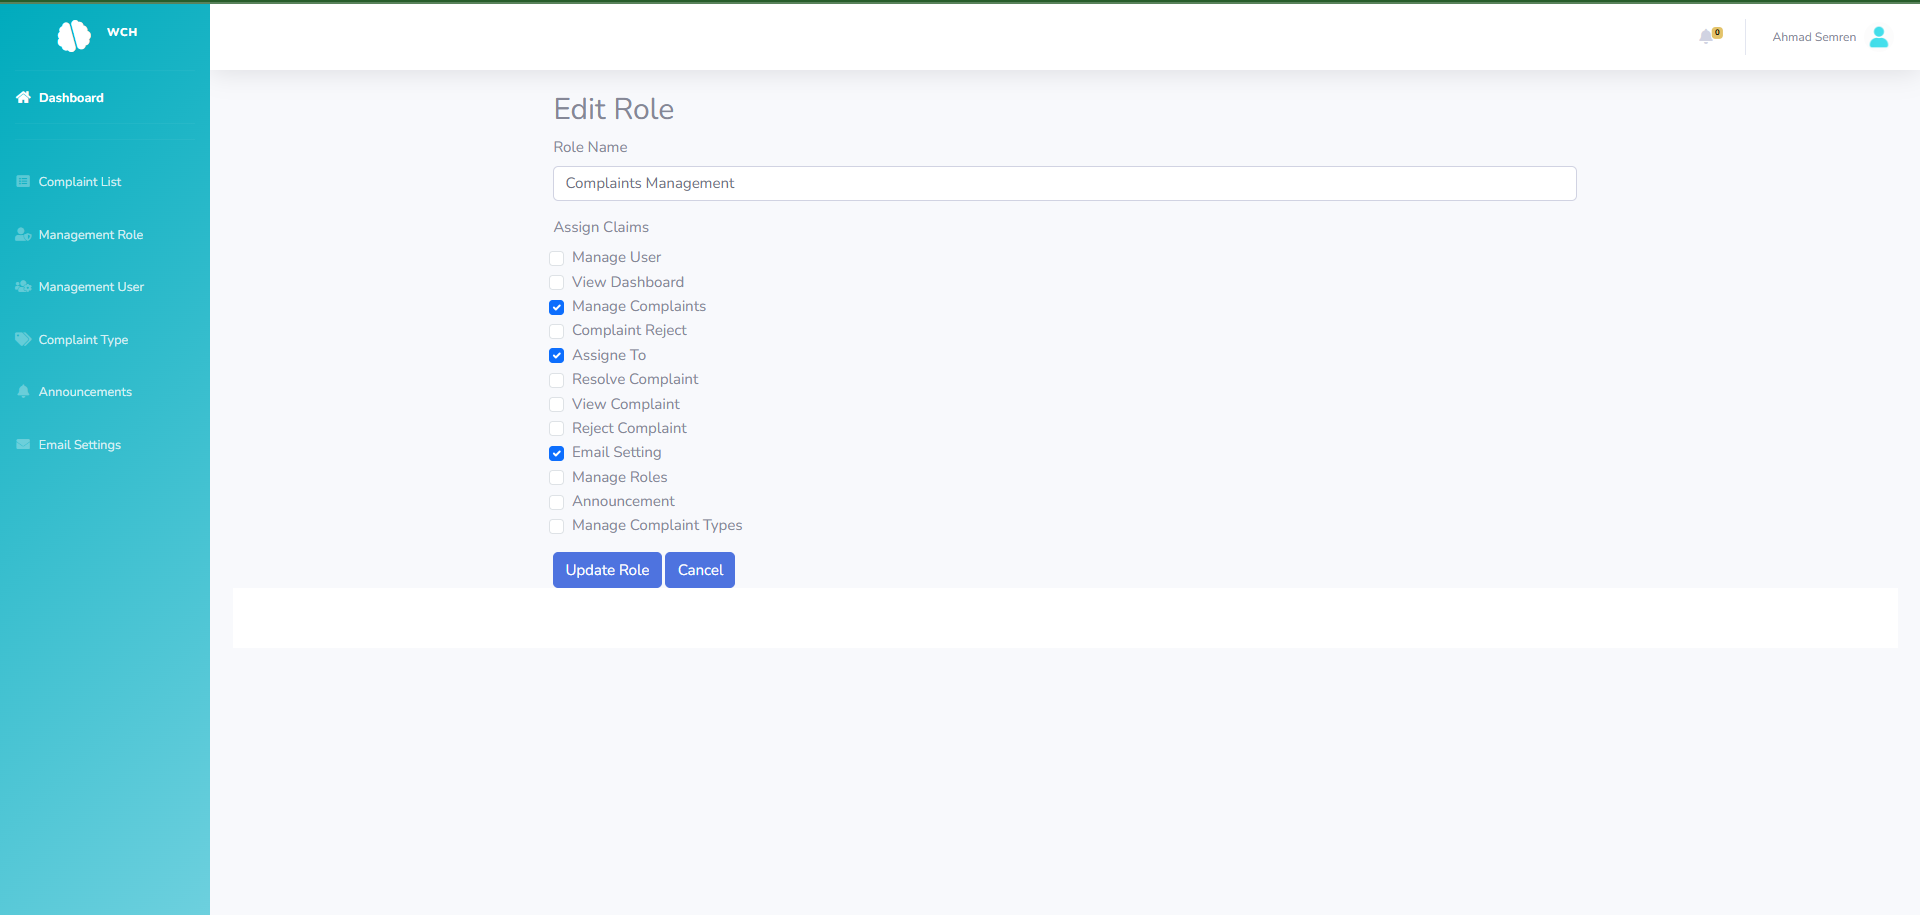 WCH
0
Ahmad Semren
Dashboard
Complaint List
Management Role
Management User
Complaint Type
Announcements
Email Settings
Edit Role
Role Name
Complaints Management
Assign Claims
Manage User
View Dashboard
Manage Complaints
Complaint Reject
Assigne To
Resolve Complaint
View Complaint
Reject Complaint
Email Setting
Manage Roles
Announcement
Manage Complaint Types
Update Role Cancel